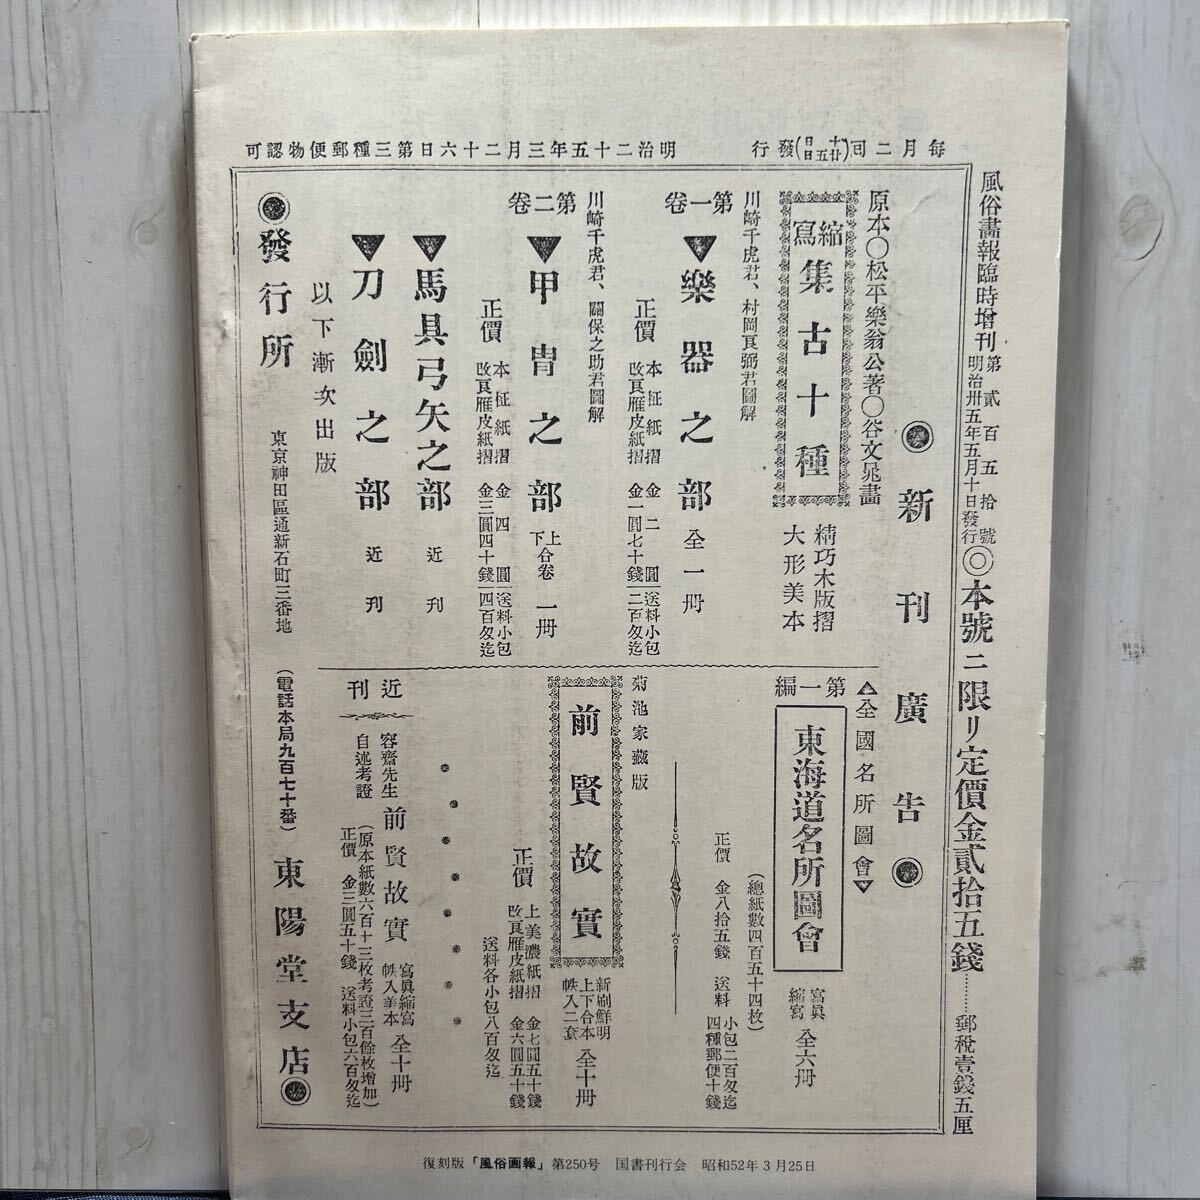 毎月二回(十日廿五日)發行
明治二十五年三月二十六日第三種郵便物認可
風俗畫報臨時增刊
第貳百五拾號
明治卅五年五月十日發行
◎本號ニ限リ定價金貳拾五錢………郵稅壹錢五厘
◉新刊廣告◉
原本〇松平樂翁公著〇谷文晁畵
縮寫 集古十種
精巧木版摺
大形美本
川崎千虎君、村岡良弼君圖解
第一卷
▼樂器之部 全一冊
正價
本征紙摺 金二圓
改良雁皮紙摺 金一圓七十錢
送料小包
二百匁迄
川崎千虎君、關保之助君圖解
第二卷
▼甲冑之部 上下合卷 一冊
正價
本征紙摺 金四圓
改良雁皮紙摺 金三圓四十錢
送料小包
四百匁迄
▼馬具弓矢之部 近刊
▼刀劍之部 近刊
以下漸次出版
▲全國名所圖會▼
第一編
東海道名所圖會
寫眞縮寫 全六冊
(總紙數四百五十四枚)
正價 金八拾五錢 送料
小包二百匁迄
四種郵便十錢
菊池家藏版
前賢故實
新刷鮮明
上下合本
帙入二套
全十冊
正價
上美濃紙摺 金七圓五十錢
改良雁皮紙摺 金六圓五十錢
送料各小包八百匁迄
近刊
容齋先生
自述考證
前賢故實
寫眞縮寫
帙入美本
全十冊
(原本紙數六百十三枚考證三百餘枚增加)
正價 金三圓五十錢 送料小包六百匁迄
◉發行所
東京神田區通新石町三番地
(電話本局九百七十番)
東陽堂支店◉
復刻版「風俗画報」第250号 国書刊行会 昭和52年3月25日